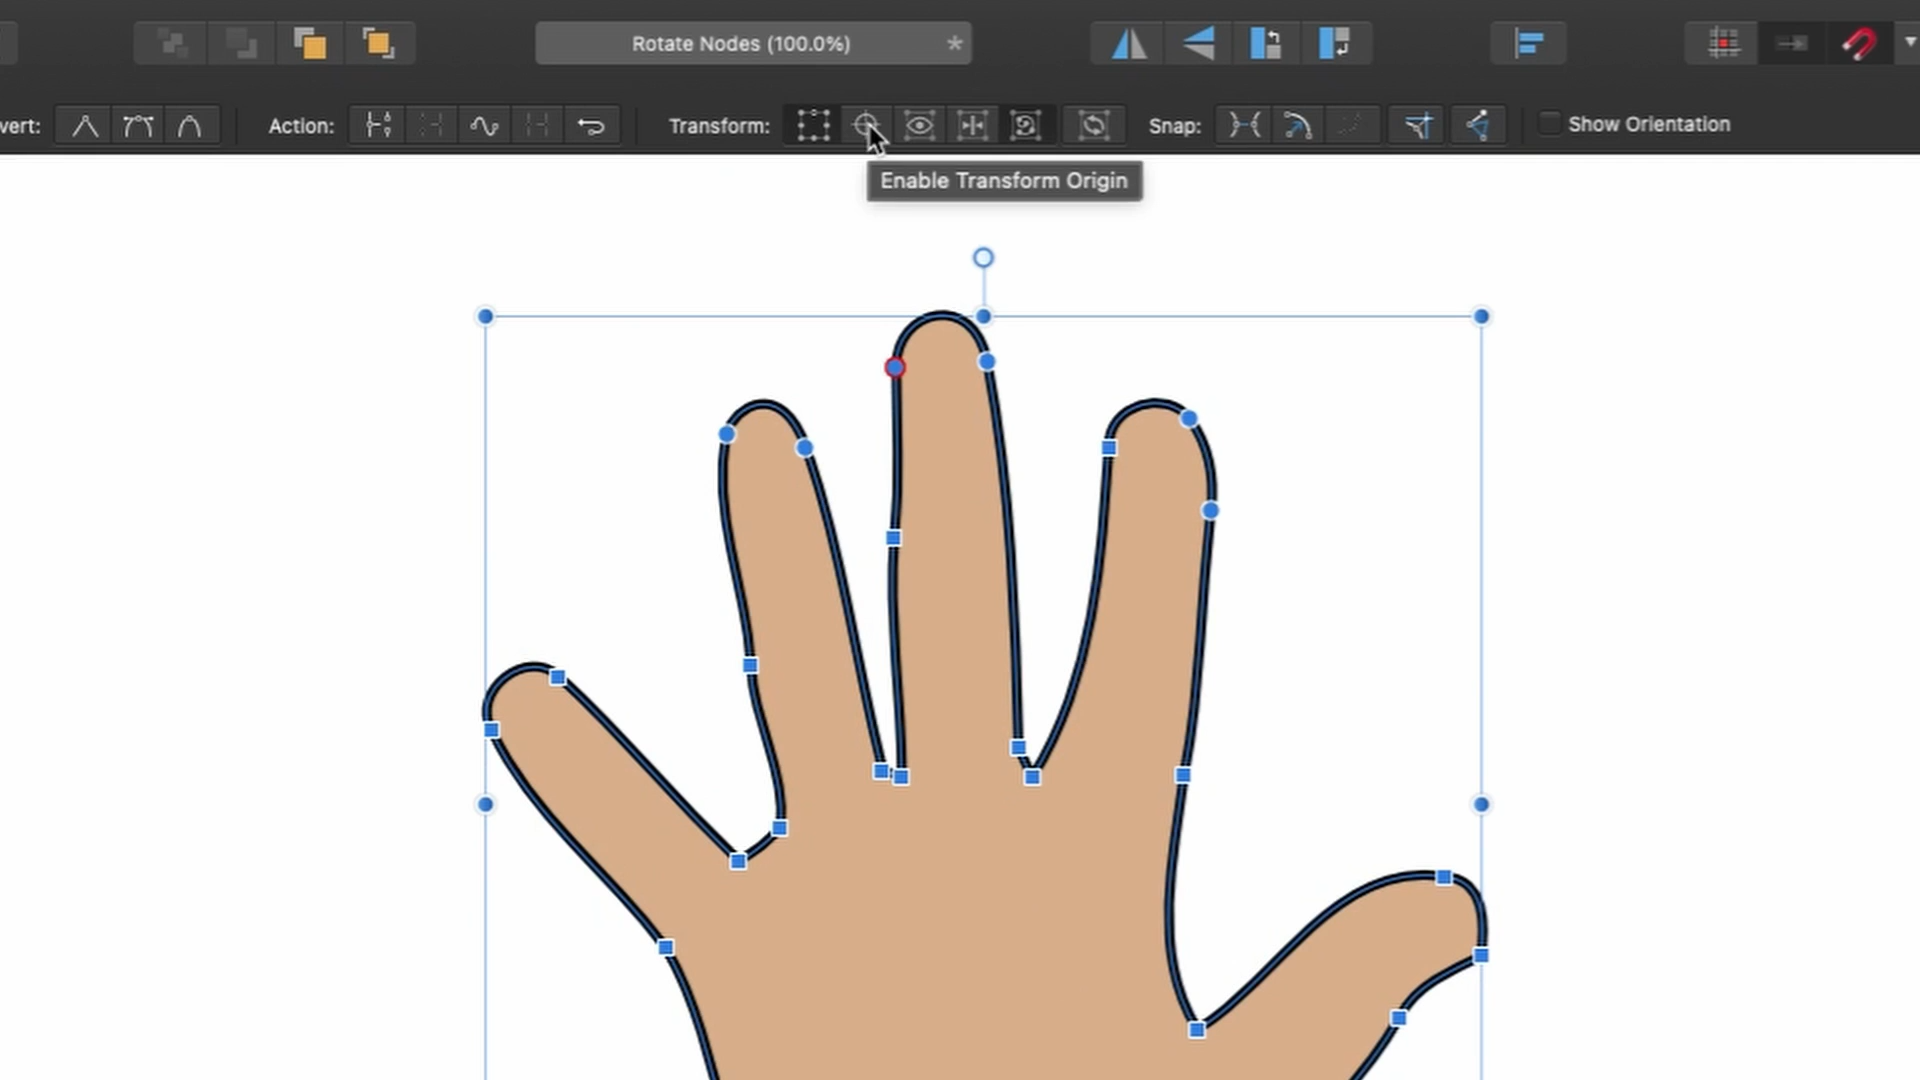 Rotate Nodes (100.0%) *
vert: Action: Transform: Snap: Show Orientation
Enable Transform Origin